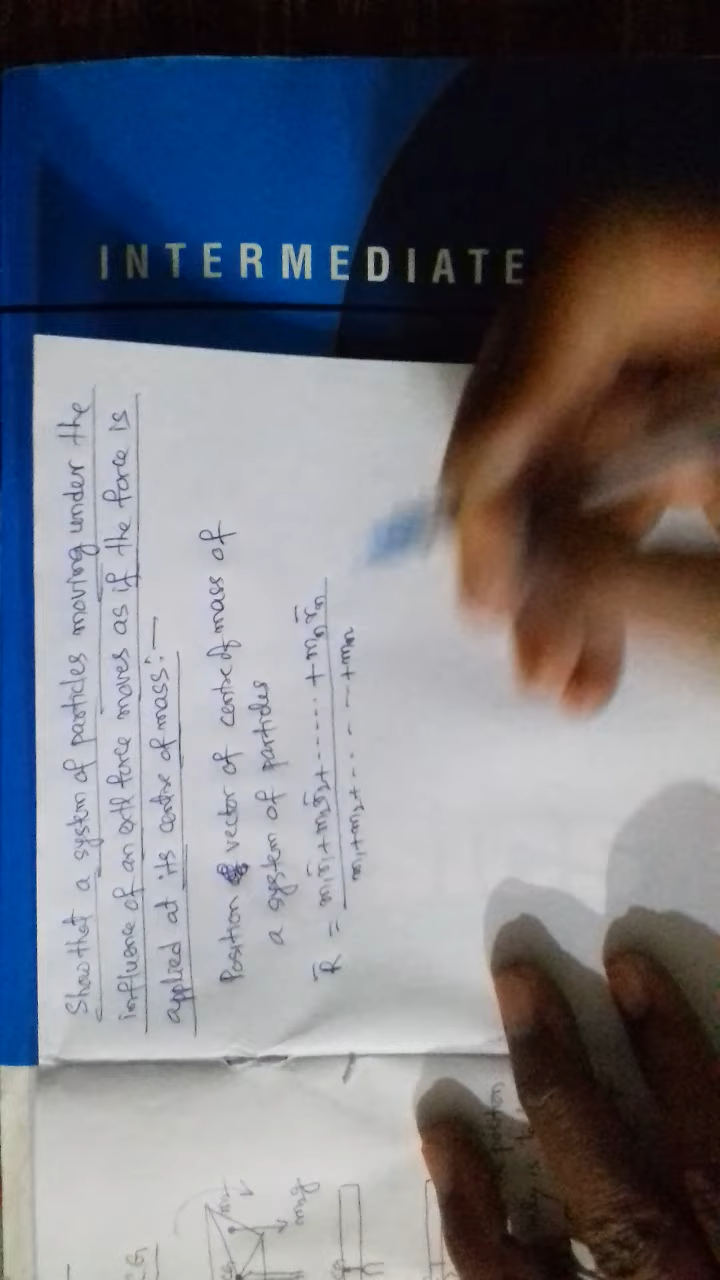 INTERMEDIATE
Show that a system of particles moving under the
influence of an extl force moves as if the force is
applied at its centre of mass:-
Position vector of centre of mass of
a system of particles
R̄ = m₁r̄₁+m₂r̄₂+.....+mₙr̄ₙ
m₁+m₂+-----+mₙ
position
m₂g